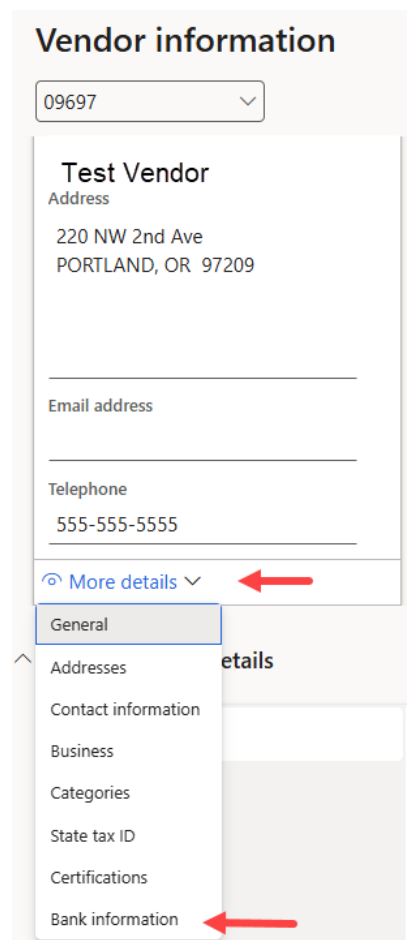 Vendor information
09697
Test Vendor
Address
220 NW 2nd Ave
PORTLAND, OR 97209
Email address
Telephone
555-555-5555
More details
General
Addresses
etails
Contact information
Business
Categories
State tax ID
Certifications
Bank information